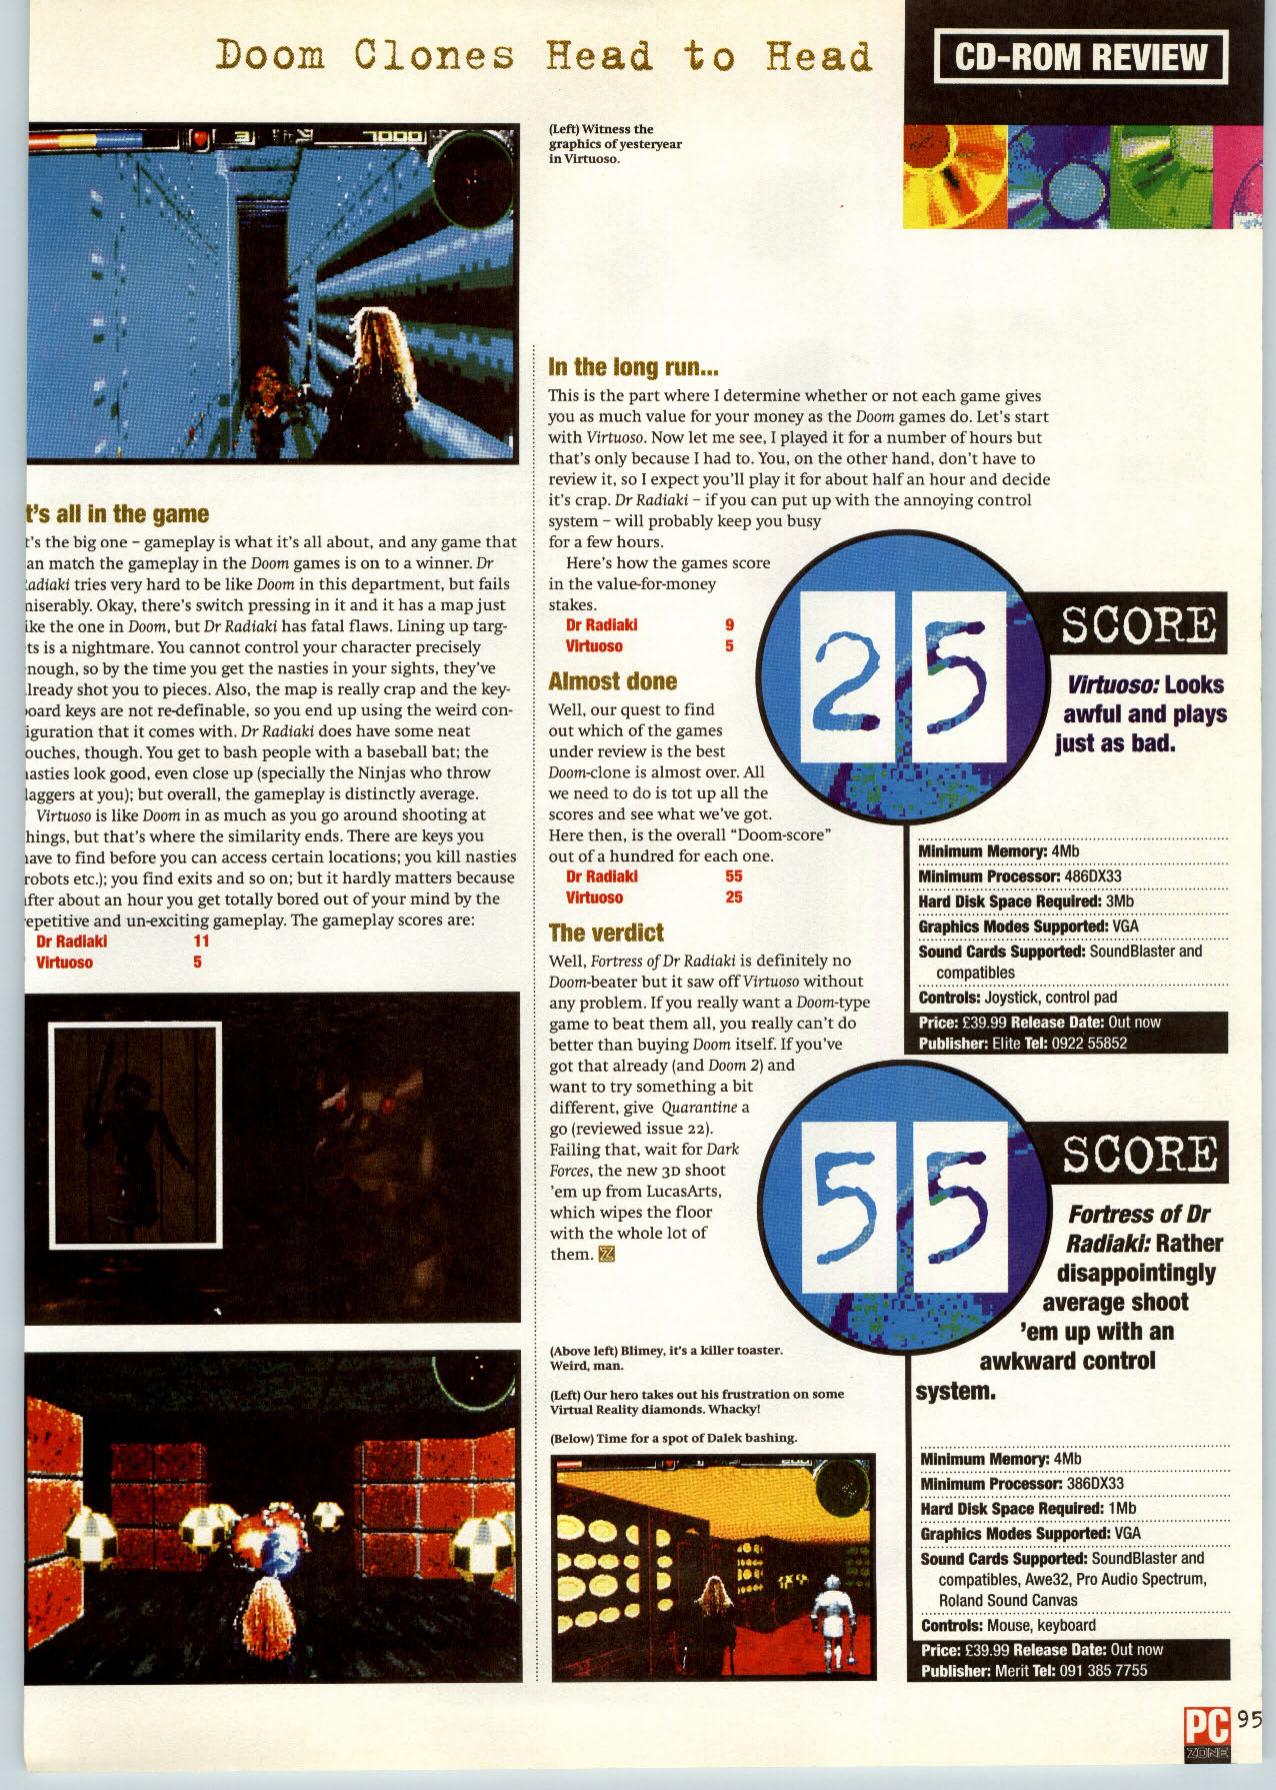 Doom Clones Head to Head
CD-ROM REVIEW
(Left) Witness the
graphics of yesteryear
in Virtuoso.
3
7000
t's all in the game
t's the big one – gameplay is what it's all about, and any game that
an match the gameplay in the Doom games is on to a winner. Dr
adiaki tries very hard to be like Doom in this department, but fails
niserably. Okay, there's switch pressing in it and it has a map just
ike the one in Doom, but Dr Radiaki has fatal flaws. Lining up targ-
ts is a nightmare. You cannot control your character precisely
nough, so by the time you get the nasties in your sights, they've
lready shot you to pieces. Also, the map is really crap and the key-
oard keys are not re-definable, so you end up using the weird con-
iguration that it comes with. Dr Radiaki does have some neat
ouches, though. You get to bash people with a baseball bat; the
asties look good, even close up (specially the Ninjas who throw
aggers at you); but overall, the gameplay is distinctly average.
Virtuoso is like Doom in as much as you go around shooting at
hings, but that's where the similarity ends. There are keys you
ave to find before you can access certain locations; you kill nasties
robots etc.); you find exits and so on; but it hardly matters because
fter about an hour you get totally bored out of your mind by the
epetitive and un-exciting gameplay. The gameplay scores are:
Dr Radiaki 11
Virtuoso 5
In the long run...
This is the part where I determine whether or not each game gives
you as much value for your money as the Doom games do. Let's start
with Virtuoso. Now let me see, I played it for a number of hours but
that's only because I had to. You, on the other hand, don't have to
review it, so I expect you'll play it for about half an hour and decide
it's crap. Dr Radiaki – if you can put up with the annoying control
system – will probably keep you busy
for a few hours.
Here's how the games score
in the value-for-money
stakes.
Dr Radiaki 9
Virtuoso 5
Almost done
Well, our quest to find
out which of the games
under review is the best
Doom-clone is almost over. All
we need to do is tot up all the
scores and see what we've got.
Here then, is the overall "Doom-score"
out of a hundred for each one.
Dr Radiaki 55
Virtuoso 25
The verdict
Well, Fortress of Dr Radiaki is definitely no
Doom-beater but it saw off Virtuoso without
any problem. If you really want a Doom-type
game to beat them all, you really can't do
better than buying Doom itself. If you've
got that already (and Doom 2) and
want to try something a bit
different, give Quarantine a
go (reviewed issue 22).
Failing that, wait for Dark
Forces, the new 3D shoot
'em up from LucasArts,
which wipes the floor
with the whole lot of
them. Z
(Above left) Blimey, it's a killer toaster.
Weird, man.
(Left) Our hero takes out his frustration on some
Virtual Reality diamonds. Whacky!
(Below) Time for a spot of Dalek bashing.
25
SCORE
Virtuoso: Looks
awful and plays
just as bad.
Minimum Memory: 4Mb
Minimum Processor: 486DX33
Hard Disk Space Required: 3Mb
Graphics Modes Supported: VGA
Sound Cards Supported: SoundBlaster and
compatibles
Controls: Joystick, control pad
Price: £39.99 Release Date: Out now
Publisher: Elite Tel: 0922 55852
55
SCORE
Fortress of Dr
Radiaki: Rather
disappointingly
average shoot
'em up with an
awkward control
system.
Minimum Memory: 4Mb
Minimum Processor: 386DX33
Hard Disk Space Required: 1Mb
Graphics Modes Supported: VGA
Sound Cards Supported: SoundBlaster and
compatibles, Awe32, Pro Audio Spectrum,
Roland Sound Canvas
Controls: Mouse, keyboard
Price: £39.99 Release Date: Out now
Publisher: Merit Tel: 091 385 7755
PC
ZONE
95